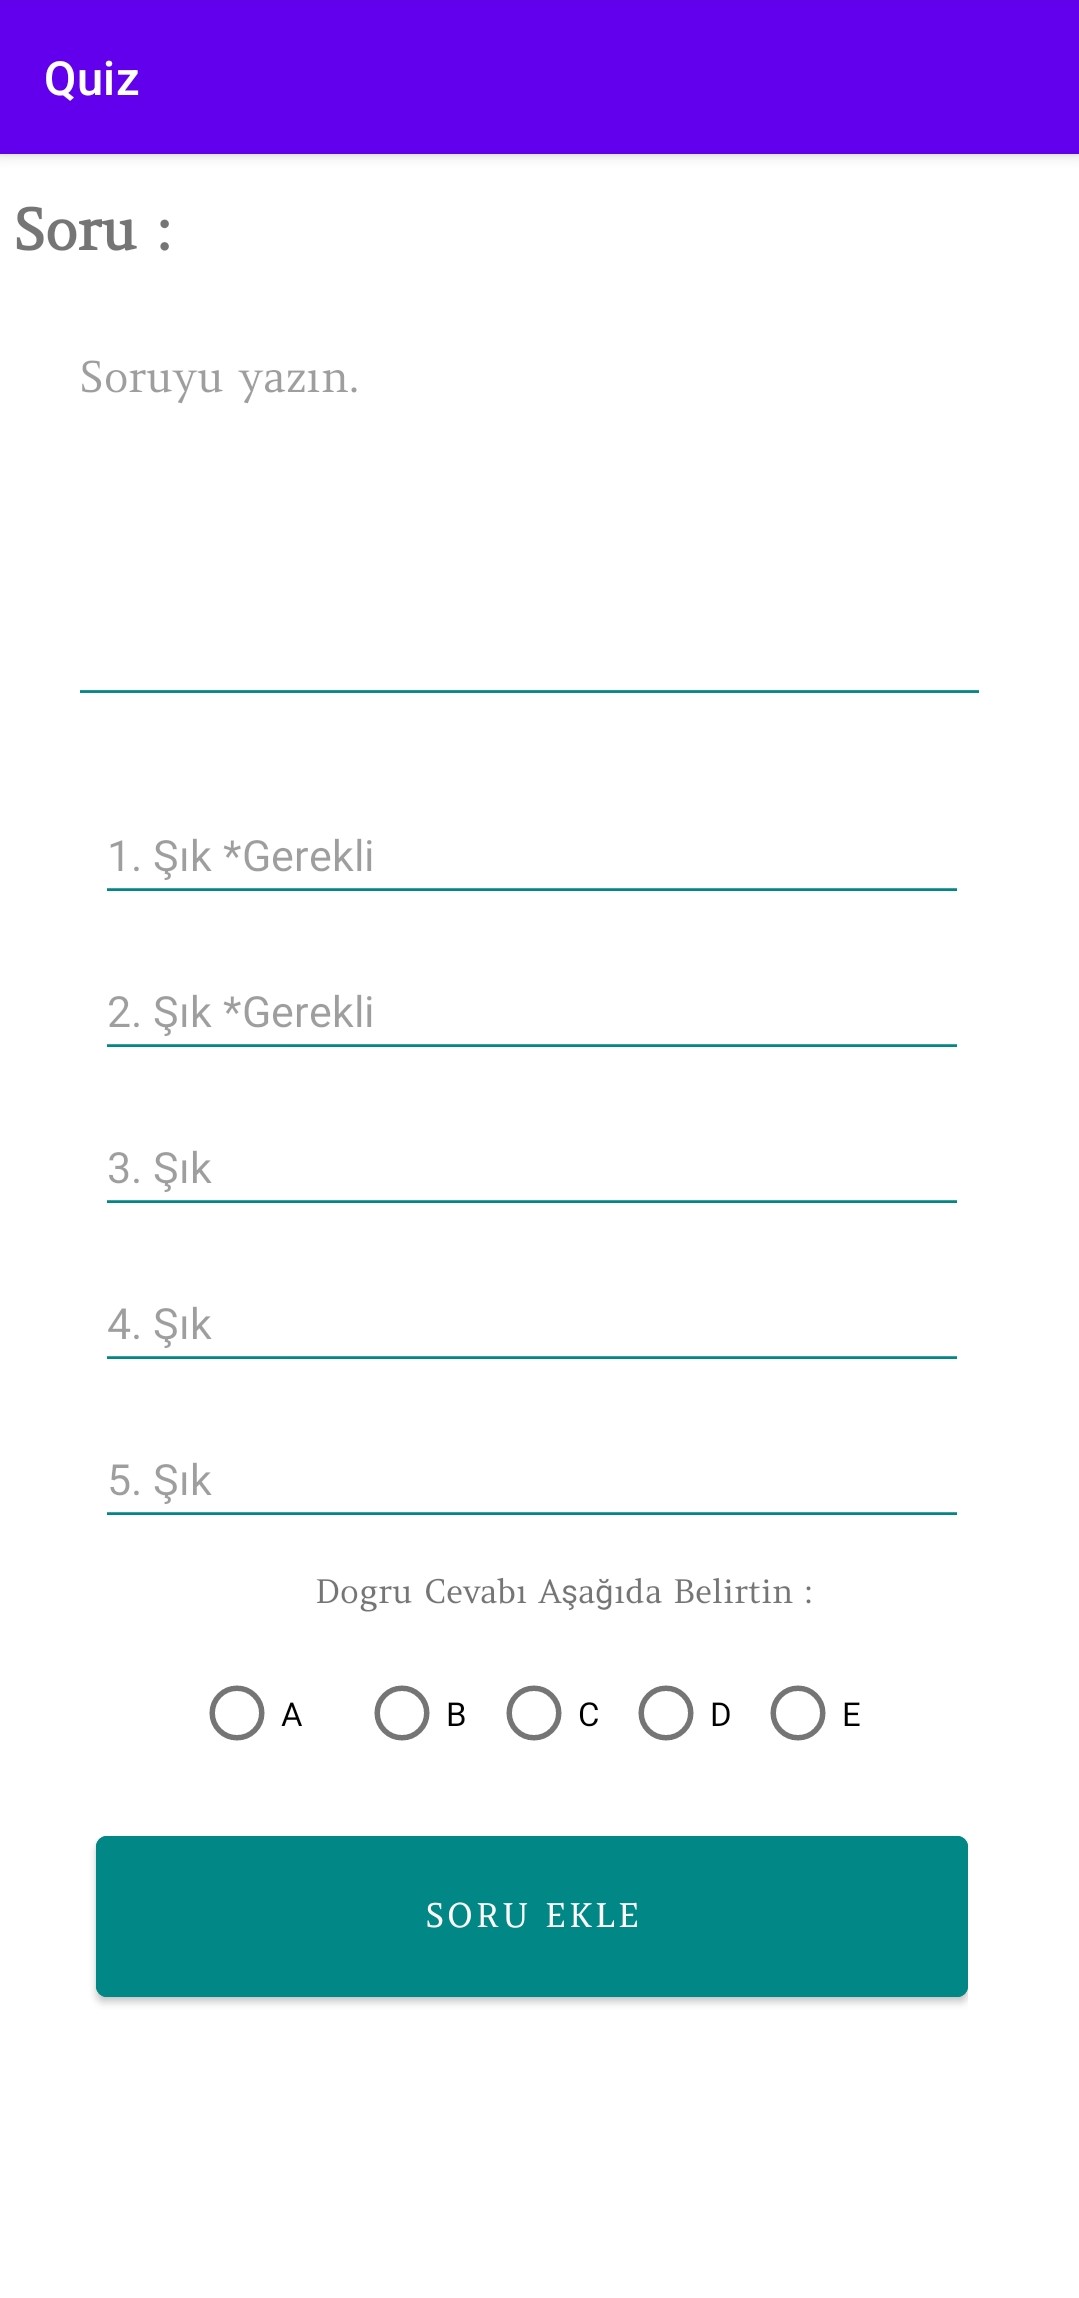 Quiz
Soru :
Soruyu yazın.
1. Şık *Gerekli
2. Şık *Gerekli
3. Şık
4. Şık
5. Şık
Dogru Cevabı Aşağıda Belirtin :
A B C D E
SORU EKLE